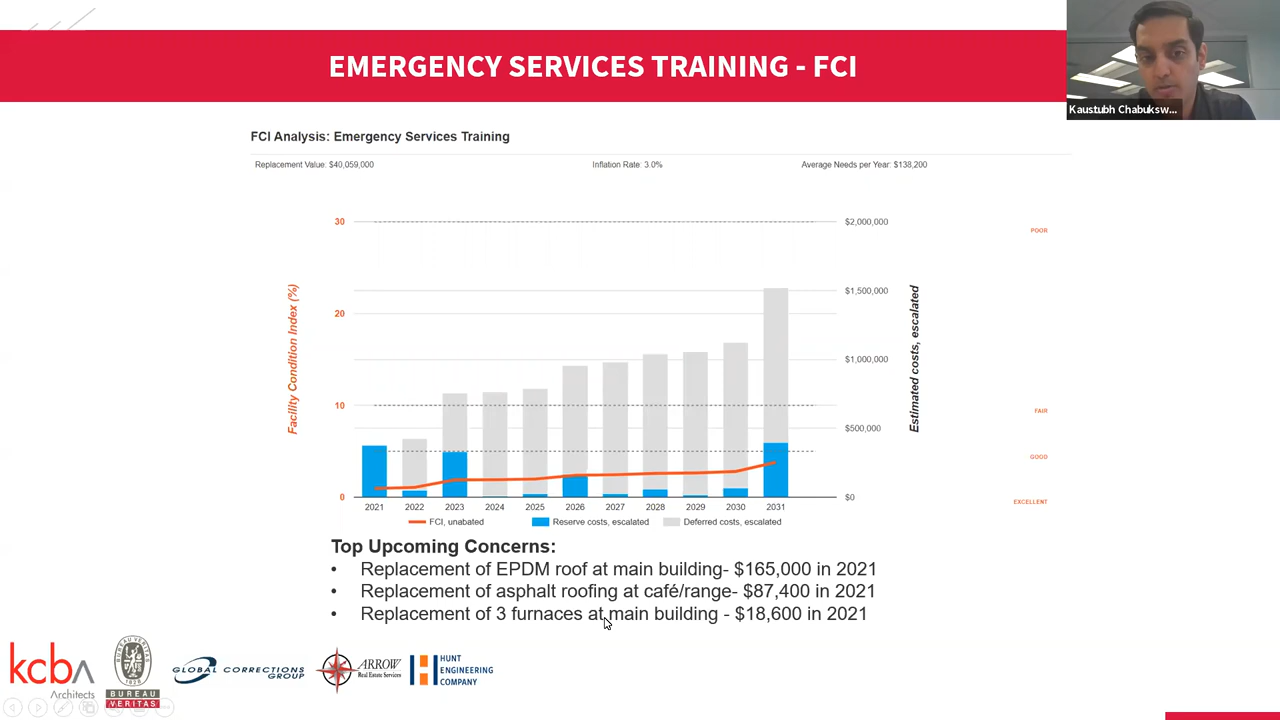 EMERGENCY SERVICES TRAINING - FCI
Kaustubh Chabuksw...
FCI Analysis: Emergency Services Training
Replacement Value: $40,059,000
Inflation Rate: 3.0%
Average Needs per Year: $138,200
30
20
10
0
Facility Condition Index (%)
$2,000,000
$1,500,000
$1,000,000
$500,000
$0
Estimated costs, escalated
POOR
FAIR
GOOD
EXCELLENT
2021 2022 2023 2024 2025 2026 2027 2028 2029 2030 2031
FCI, unabated Reserve costs, escalated Deferred costs, escalated
Top Upcoming Concerns:
• Replacement of EPDM roof at main building- $165,000 in 2021
• Replacement of asphalt roofing at café/range- $87,400 in 2021
• Replacement of 3 furnaces at main building - $18,600 in 2021
kcba
Architects
BUREAU VERITAS
1828
BUREAU
VERITAS
GLOBAL CORRECTIONS
GROUP
ARROW
Real Estate Services
HUNT
ENGINEERING
COMPANY